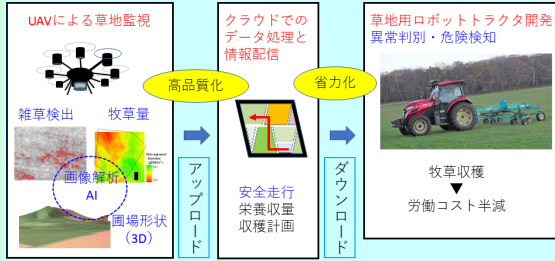 UAVによる草地監視
雑草検出
牧草量
画像解析
AI
圃場形状
(3D)
高品質化
アップロード
クラウドでの
データ処理と
情報配信
安全走行
栄養収量
収穫計画
省力化
ダウンロード
草地用ロボットトラクタ開発
異常判別・危険検知
牧草収穫
▼
労働コスト半減